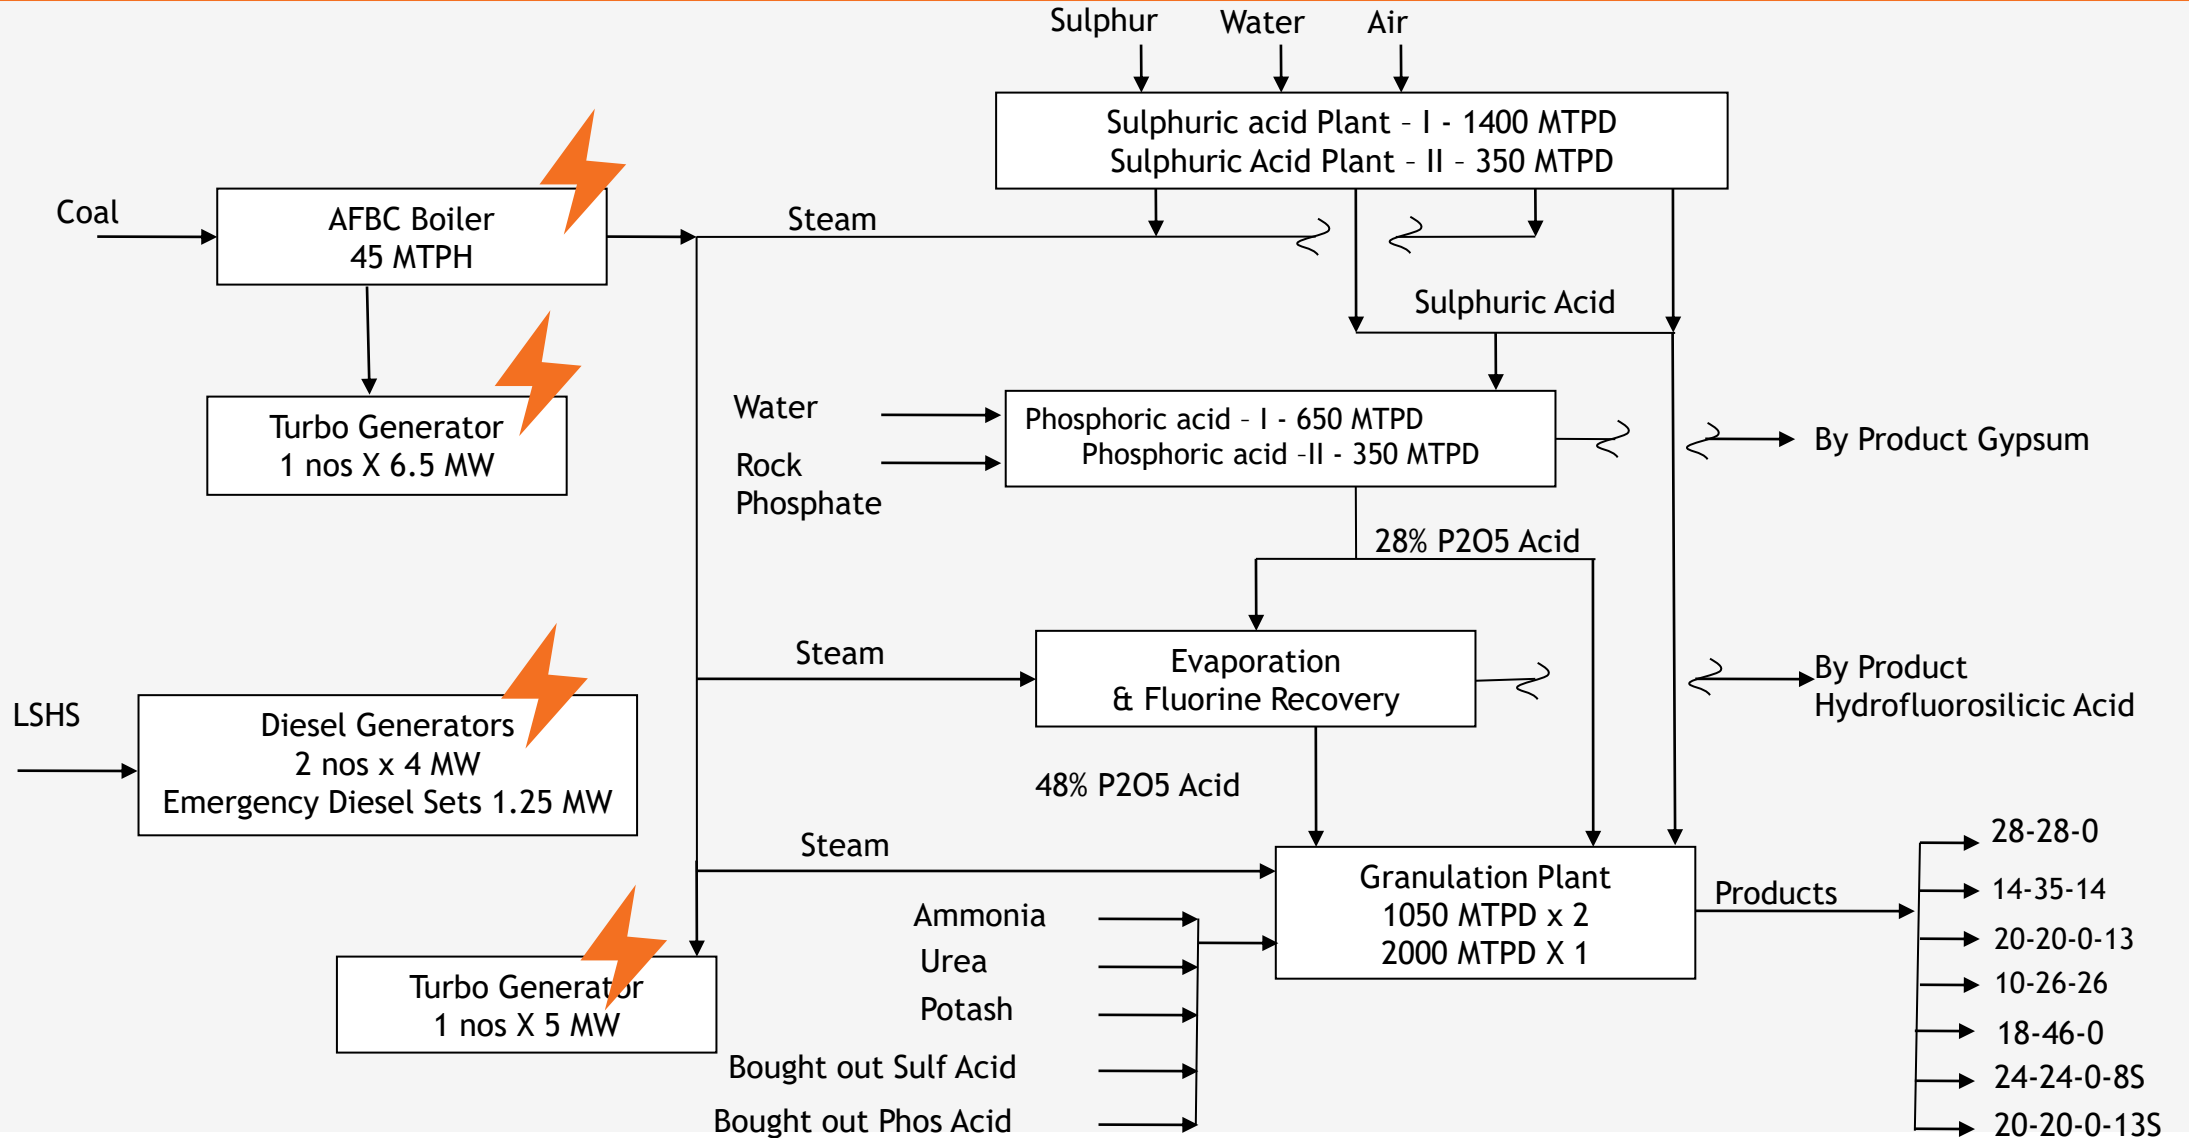 Sulphur
Water
Air
Sulphuric acid Plant – I - 1400 MTPD
Sulphuric Acid Plant – II – 350 MTPD
Coal
AFBC Boiler
45 MTPH
Steam
Sulphuric Acid
Turbo Generator
1 nos X 6.5 MW
Water
Rock
Phosphate
Phosphoric acid – I - 650 MTPD
Phosphoric acid –II - 350 MTPD
By Product Gypsum
28% P2O5 Acid
Steam
Evaporation
& Fluorine Recovery
By Product
Hydrofluorosilicic Acid
LSHS
Diesel Generators
2 nos x 4 MW
Emergency Diesel Sets 1.25 MW
48% P2O5 Acid
Steam
Granulation Plant
1050 MTPD x 2
2000 MTPD X 1
Products
28-28-0
14-35-14
20-20-0-13
10-26-26
18-46-0
24-24-0-8S
20-20-0-13S
Ammonia
Urea
Potash
Bought out Sulf Acid
Bought out Phos Acid
Turbo Generator
1 nos X 5 MW